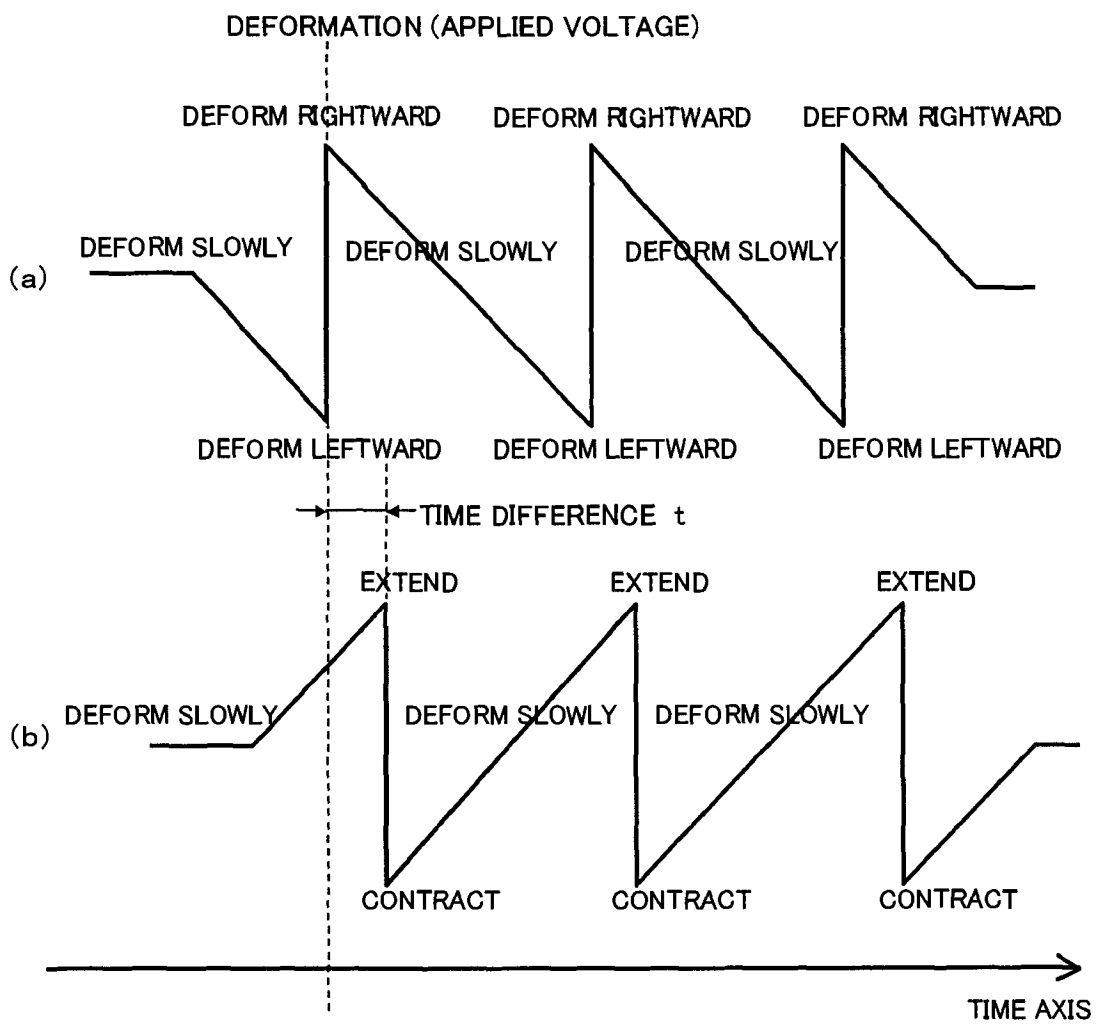 DEFORMATION (APPLIED VOLTAGE)
DEFORM RIGHTWARD DEFORM RIGHTWARD DEFORM RIGHTWARD
DEFORM SLOWLY DEFORM SLOWLY DEFORM SLOWLY
(a)
DEFORM LEFTWARD DEFORM LEFTWARD DEFORM LEFTWARD
TIME DIFFERENCE t
EXTEND EXTEND EXTEND
DEFORM SLOWLY DEFORM SLOWLY DEFORM SLOWLY
(b)
CONTRACT CONTRACT CONTRACT
TIME AXIS